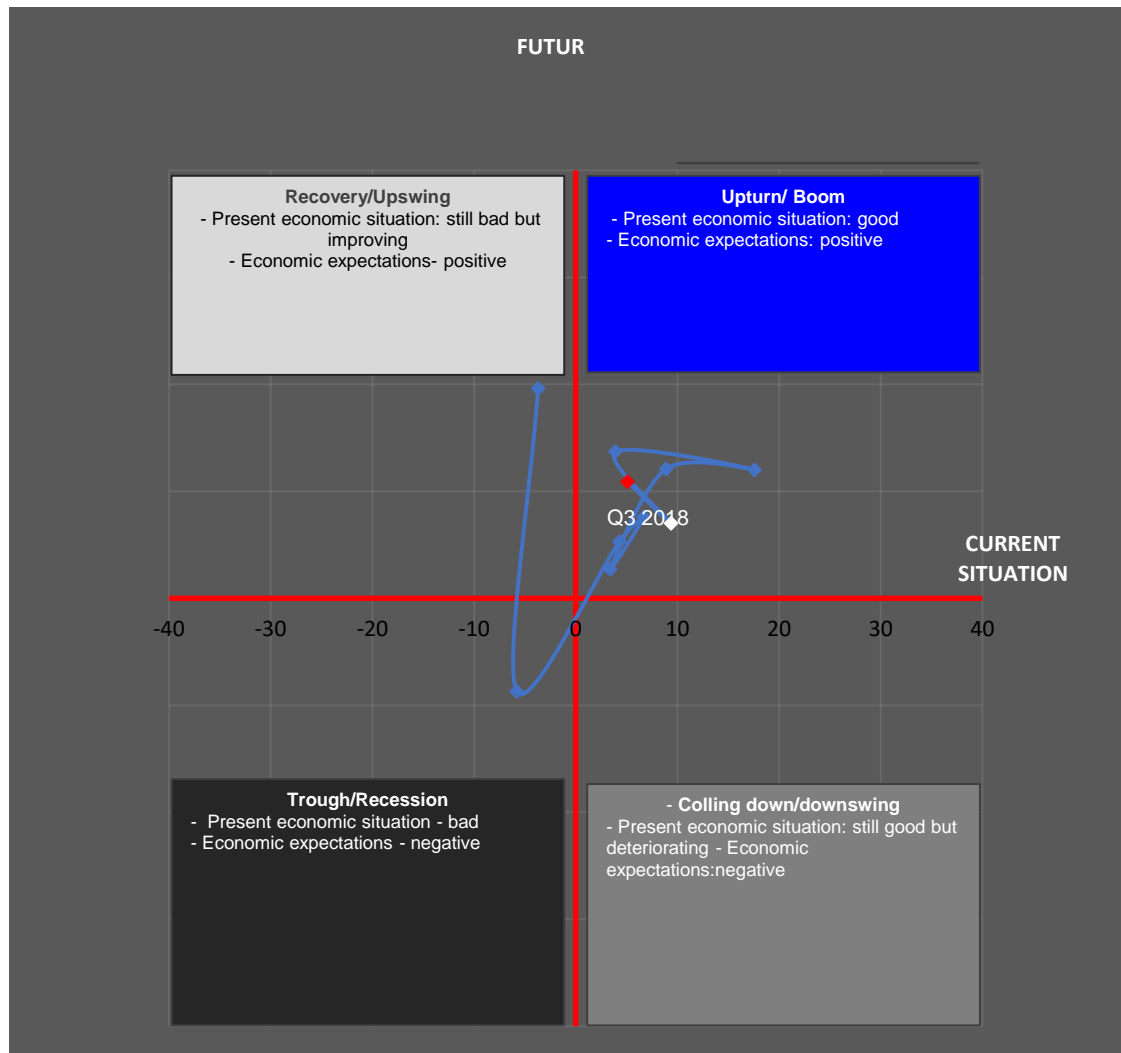 FUTUR
Recovery/Upswing
- Present economic situation: still bad but
improving
- Economic expectations- positive
Upturn/ Boom
- Present economic situation: good
- Economic expectations: positive
Q3 2018
CURRENT
SITUATION
-40 -30 -20 -10 0 10 20 30 40
Trough/Recession
- Present economic situation - bad
- Economic expectations - negative
- Colling down/downswing
- Present economic situation: still good but
deteriorating - Economic
expectations:negative